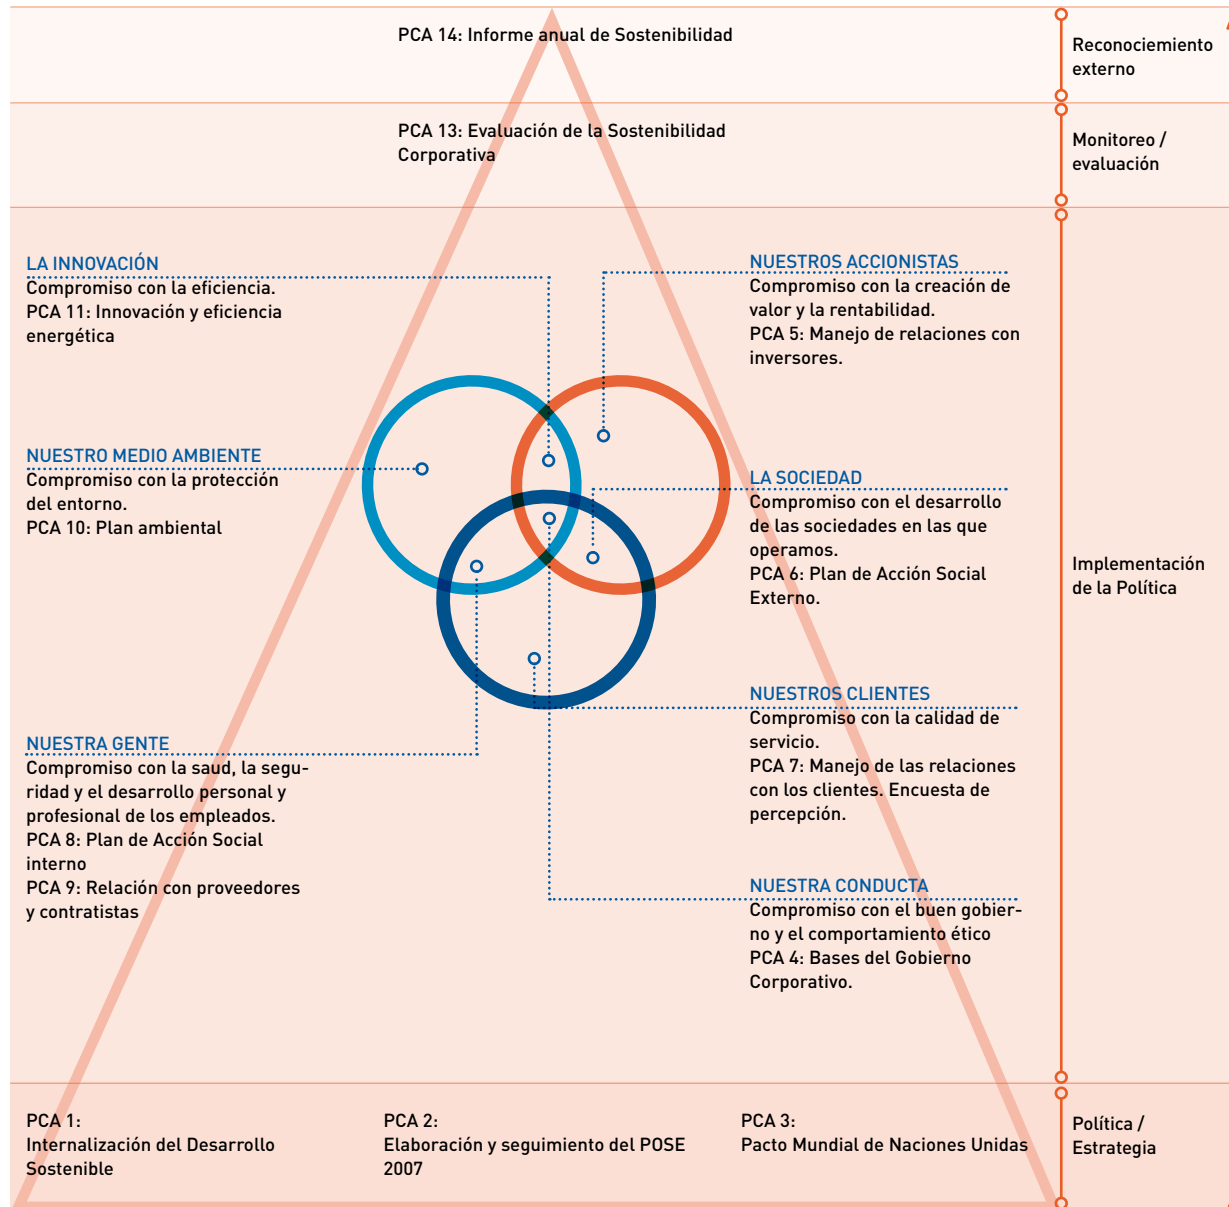 PCA 14: Informe anual de Sostenibilidad
Reconociemiento
externo
PCA 13: Evaluación de la Sostenibilidad
Corporativa
Monitoreo /
evaluación
LA INNOVACIÓN
Compromiso con la eficiencia.
PCA 11: Innovación y eficiencia
energética
NUESTROS ACCIONISTAS
Compromiso con la creación de
valor y la rentabilidad.
PCA 5: Manejo de relaciones con
inversores.
NUESTRO MEDIO AMBIENTE
Compromiso con la protección
del entorno.
PCA 10: Plan ambiental
LA SOCIEDAD
Compromiso con el desarrollo
de las sociedades en las que
operamos.
PCA 6: Plan de Acción Social
Externo.
Implementación
de la Política
NUESTROS CLIENTES
Compromiso con la calidad de
servicio.
PCA 7: Manejo de las relaciones
con los clientes. Encuesta de
percepción.
NUESTRA GENTE
Compromiso con la saud, la segu-
ridad y el desarrollo personal y
profesional de los empleados.
PCA 8: Plan de Acción Social
interno
PCA 9: Relación con proveedores
y contratistas
NUESTRA CONDUCTA
Compromiso con el buen gobier-
no y el comportamiento ético
PCA 4: Bases del Gobierno
Corporativo.
PCA 1:
Internalización del Desarrollo
Sostenible
PCA 2:
Elaboración y seguimiento del POSE
2007
PCA 3:
Pacto Mundial de Naciones Unidas
Política /
Estrategia